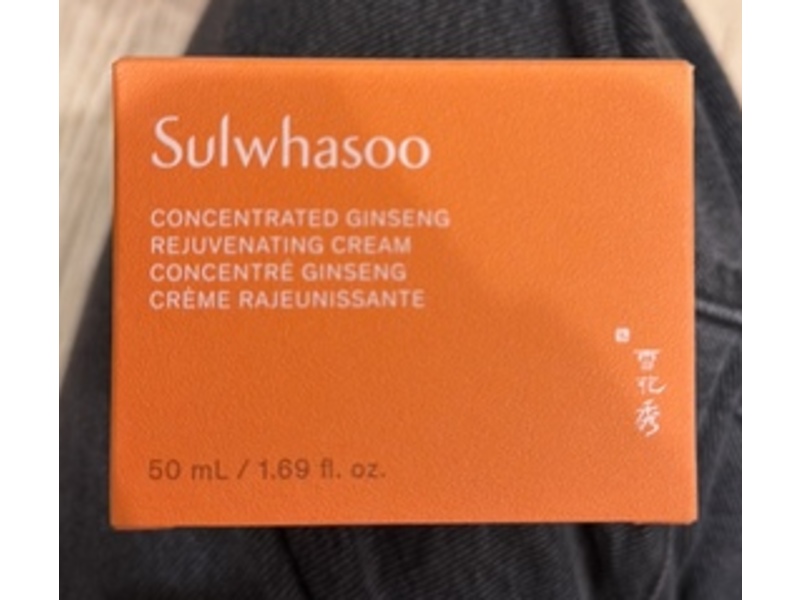 Sulwhasoo
CONCENTRATED GINSENG
REJUVENATING CREAM
CONCENTRÉ GINSENG
CRÈME RAJEUNISSANTE
雪花秀
50 mL / 1.69 fl. oz.